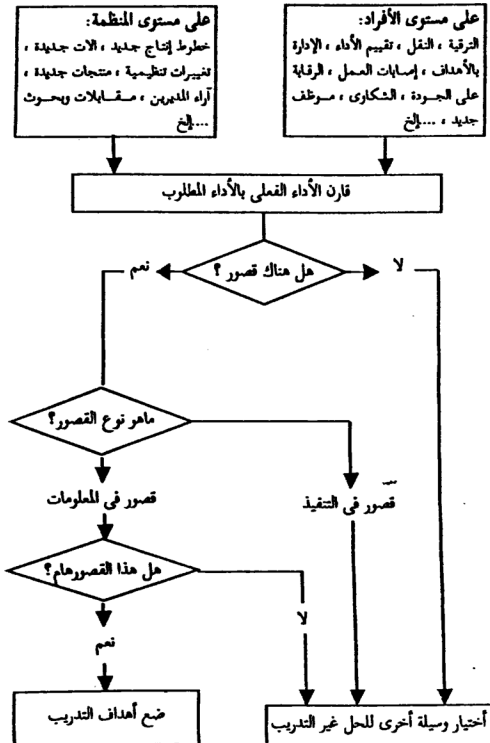 على مستوى الأفراد:
الترقية ، النقل ، تقييم الأداء ، الإدارة
بالأهداف ، إصابات العمل ، الرقابة
على الجودة ، الشكاوى ، موظف
جديد ، ....إلخ
على مستوى المنظمة:
خطوط إنتاج جديد ، الات جديدة ،
تغييرات تنظيمية ، منتجات جديدة ،
آراء المديرين ، مقابلات وبحوث
....إلخ
قارن الأداء الفعلى بالأداء المطلوب
هل هناك قصور ؟
لا
نعم
ماهو نوع القصور؟
قصور فى التنفيذ
قصور فى المعلومات
هل هذا القصورهام؟
لا
نعم
أختيار وسيلة أخرى للحل غير التدريب
ضع أهداف التدريب